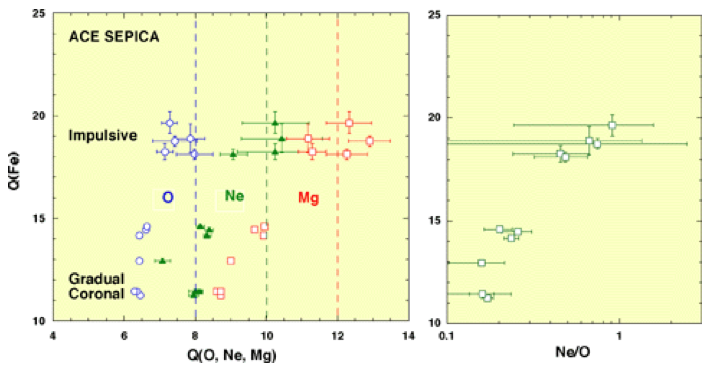 25
20
15
10
Q(Fe)
ACE SEPICA
Impulsive
O
Ne
Mg
Gradual
Coronal
4
6
8
10
12
14
Q(O, Ne, Mg)
25
20
15
10
0.1
1
Ne/O